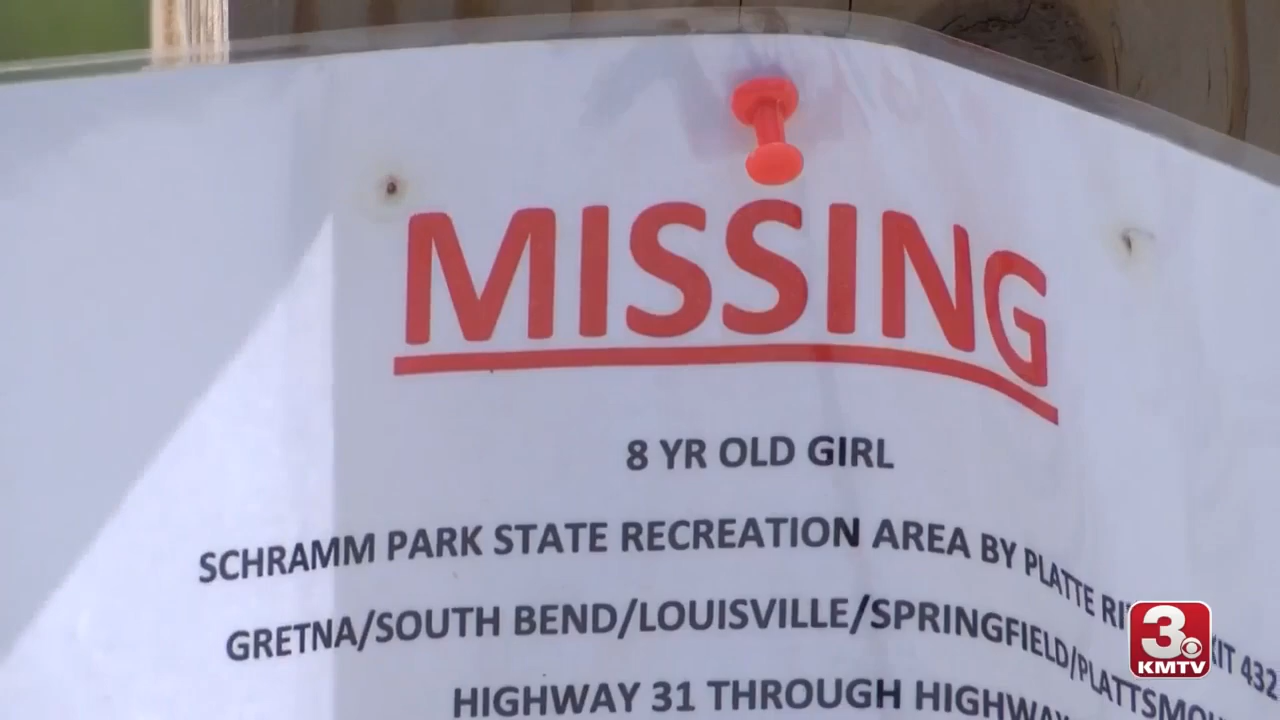 MISSING
8 YR OLD GIRL
SCHRAMM PARK STATE RECREATION AREA BY PLATTE 432
GRETNA/SOUTH BEND/LOUISVILLE/SPRINGFIELD/
HIGHWAY 31 THROUGH
3
KMTV